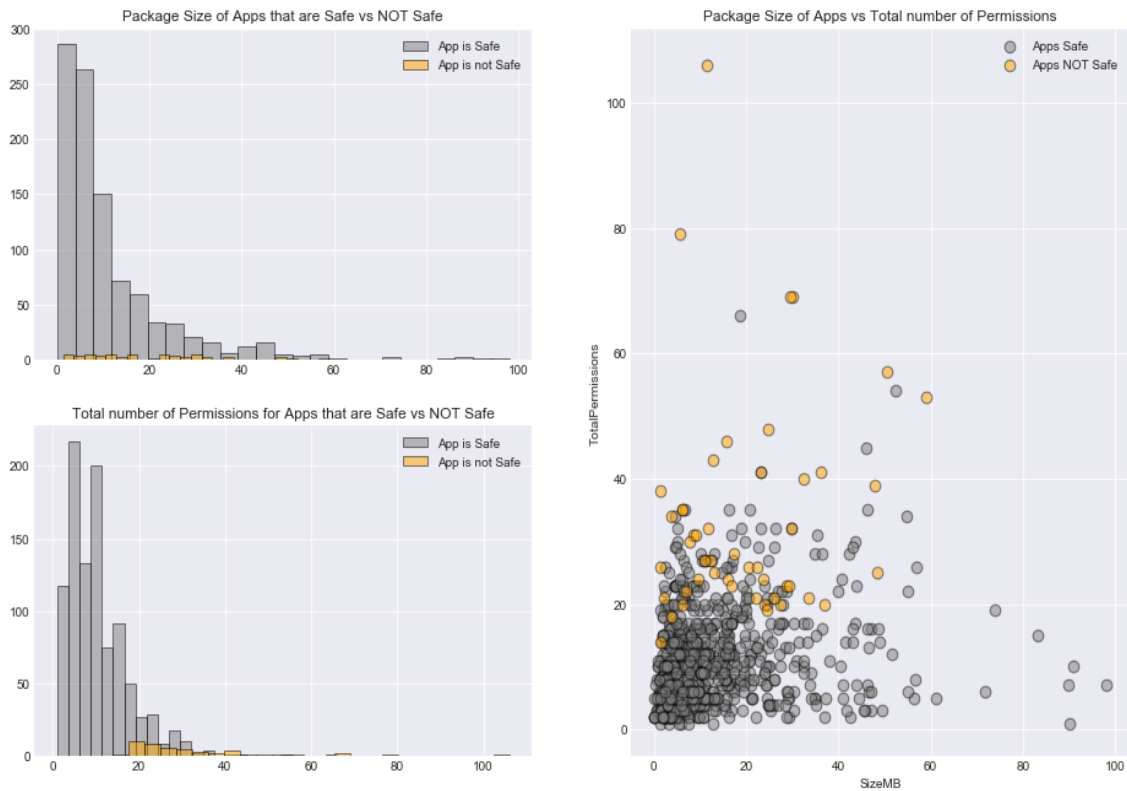 Package Size of Apps that are Safe vs NOT Safe
300
250
200
150
100
50
0
App is Safe
App is not Safe
0 20 40 60 80 100
Total number of Permissions for Apps that are Safe vs NOT Safe
200
150
100
50
0
App is Safe
App is not Safe
0 20 40 60 80 100
Package Size of Apps vs Total number of Permissions
Apps Safe
Apps NOT Safe
TotalPermissions
100
80
60
40
20
0
0 20 40 60 80 100
SizeMB